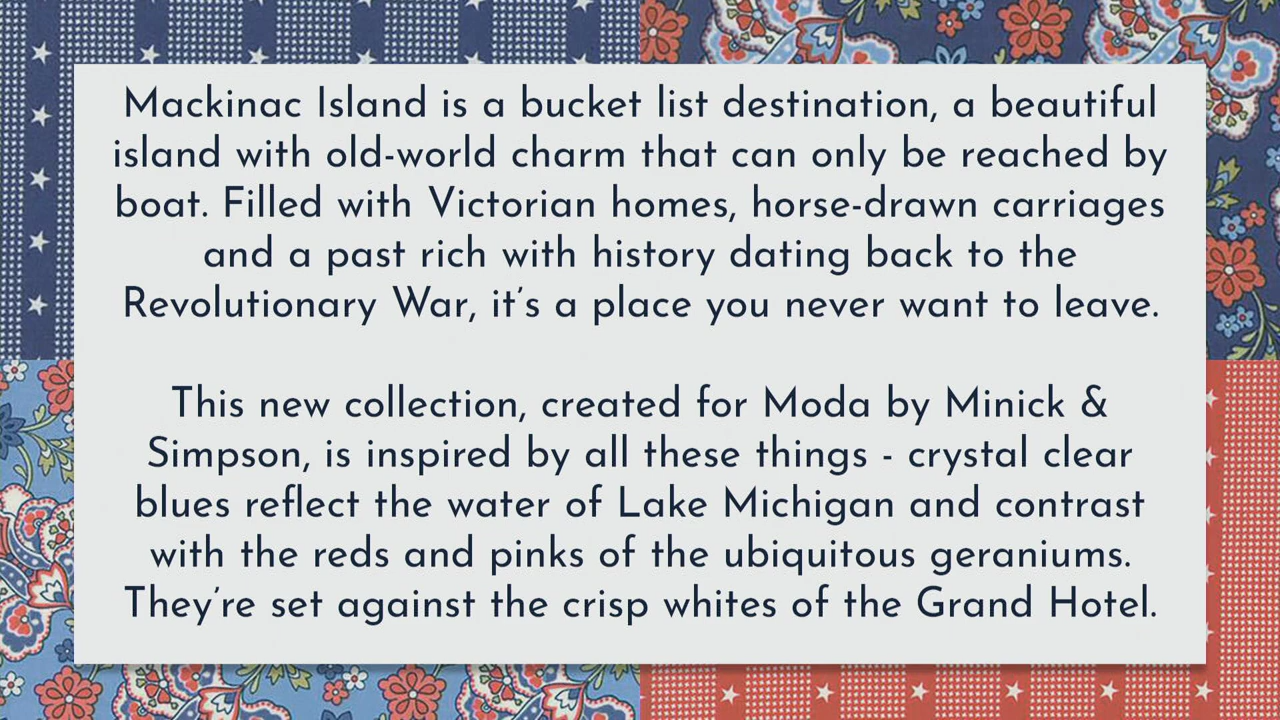 Mackinac Island is a bucket list destination, a beautiful
island with old-world charm that can only be reached by
boat. Filled with Victorian homes, horse-drawn carriages
and a past rich with history dating back to the
Revolutionary War, it's a place you never want to leave.
This new collection, created for Moda by Minick &
Simpson, is inspired by all these things - crystal clear
blues reflect the water of Lake Michigan and contrast
with the reds and pinks of the ubiquitous geraniums.
They're set against the crisp whites of the Grand Hotel.